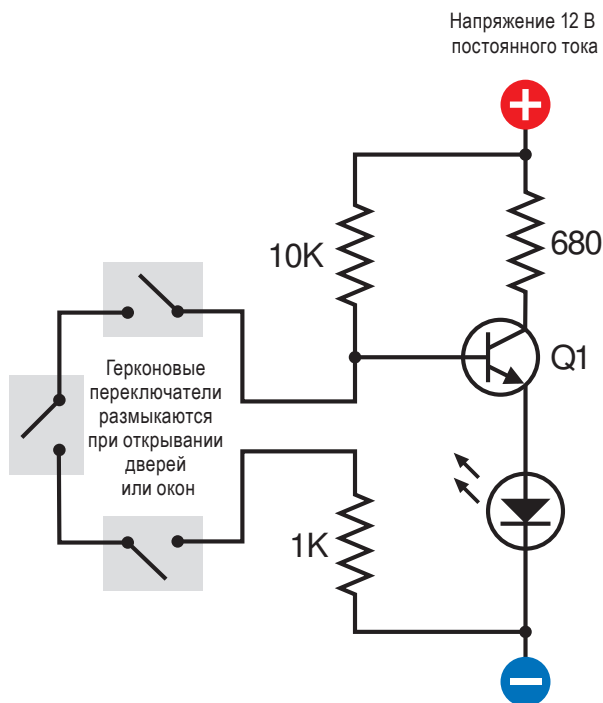 Напряжение 12 В
постоянного тока
+
10K
680
Q1
Герконовые
переключатели
размыкаются
при открывании
дверей
или окон
1K
−